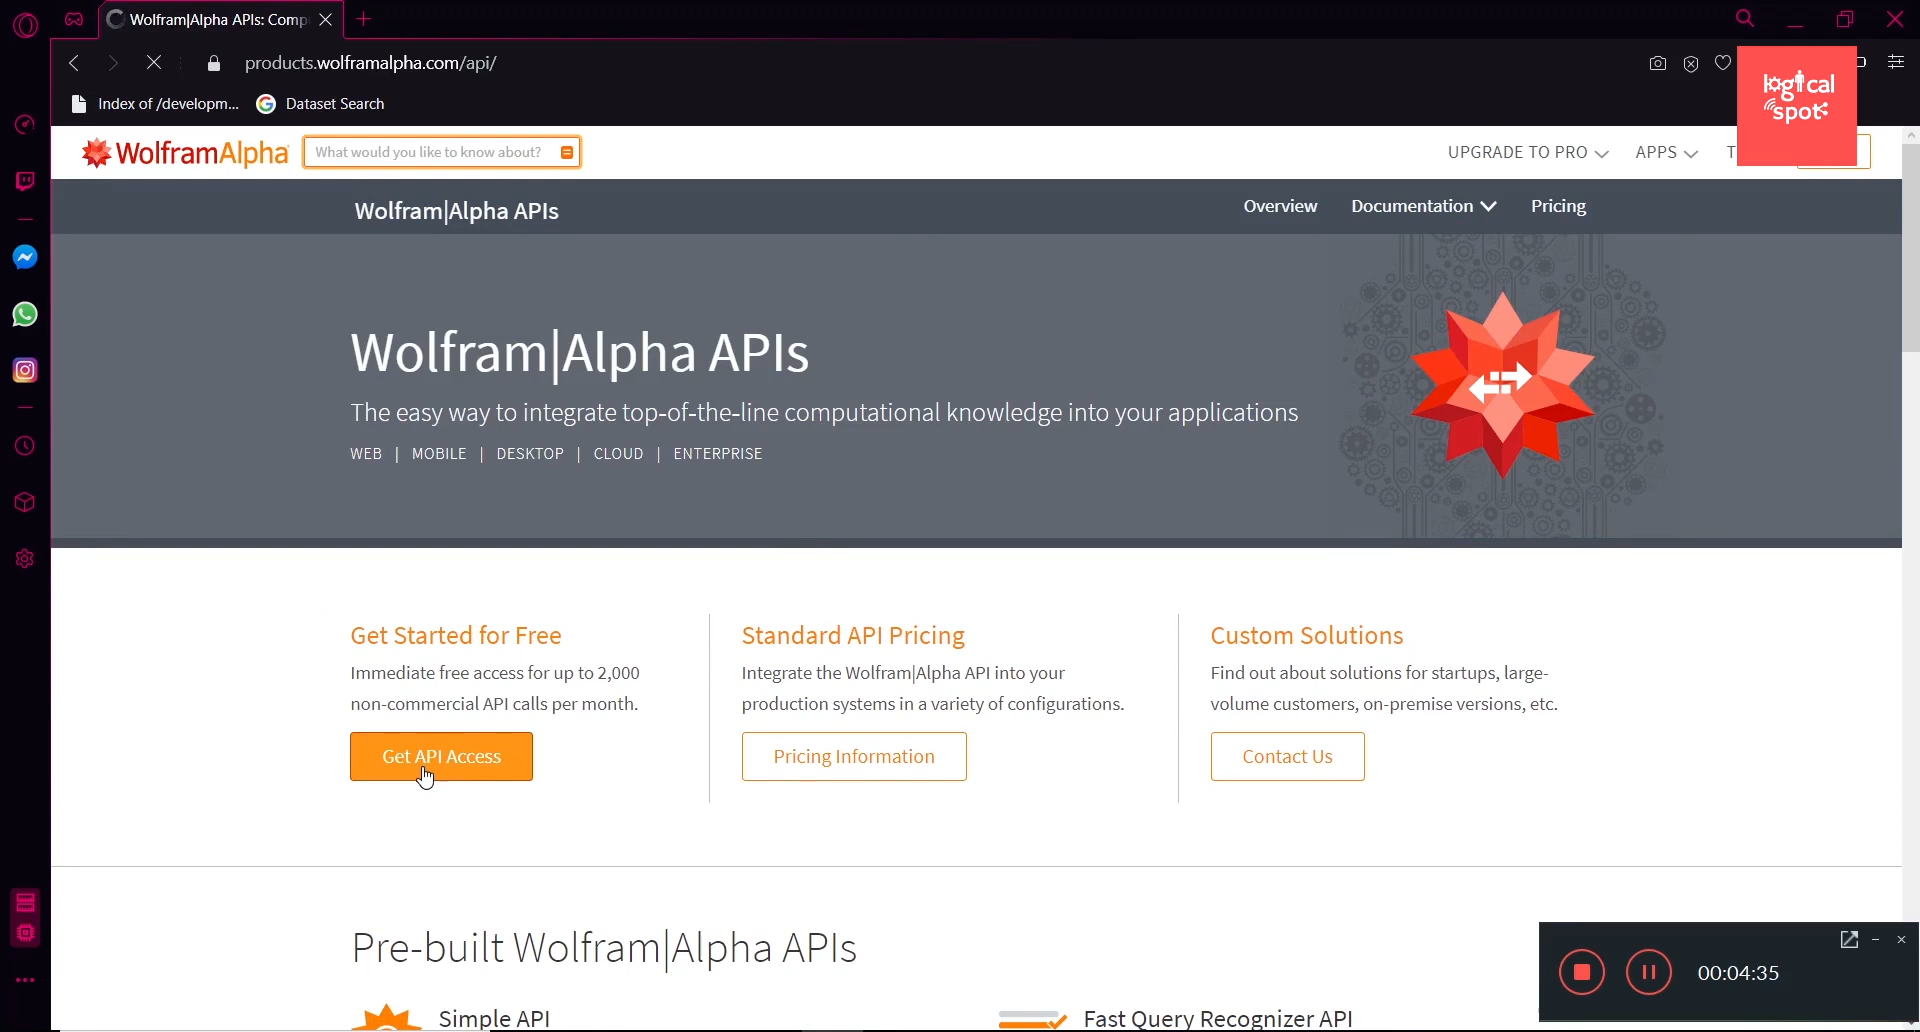 Wolfram|Alpha APIs: Comp
products.wolframalpha.com/api/
Index of /developm...
Dataset Search
logical
spot
WolframAlpha
What would you like to know about?
UPGRADE TO PRO
APPS
T
Wolfram|Alpha APIs
Overview
Documentation
Pricing
Wolfram|Alpha APIs
The easy way to integrate top-of-the-line computational knowledge into your applications
WEB | MOBILE | DESKTOP | CLOUD | ENTERPRISE
Get Started for Free
Immediate free access for up to 2,000
non-commercial API calls per month.
Get API Access
Standard API Pricing
Integrate the Wolfram|Alpha API into your
production systems in a variety of configurations.
Pricing Information
Custom Solutions
Find out about solutions for startups, large-
volume customers, on-premise versions, etc.
Contact Us
Pre-built Wolfram|Alpha APIs
Simple API
Fast Query Recognizer API
00:04:35